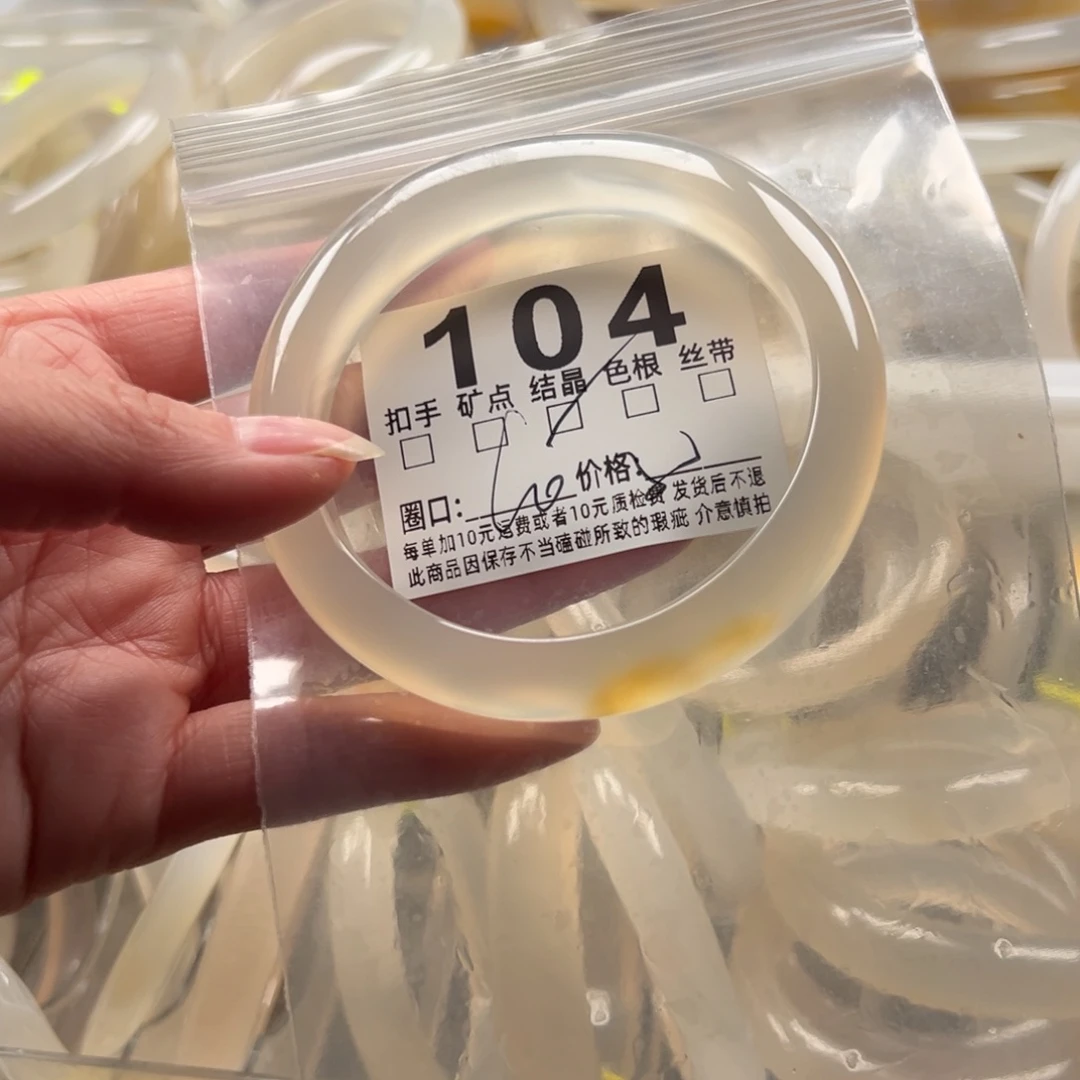 104
扣手 矿点 结晶 色根 丝带
圈口: 价格:
每单加10元运费或者10元质检费 发货后不退
此商品因保存不当磕碰所致的瑕疵 介意慎拍